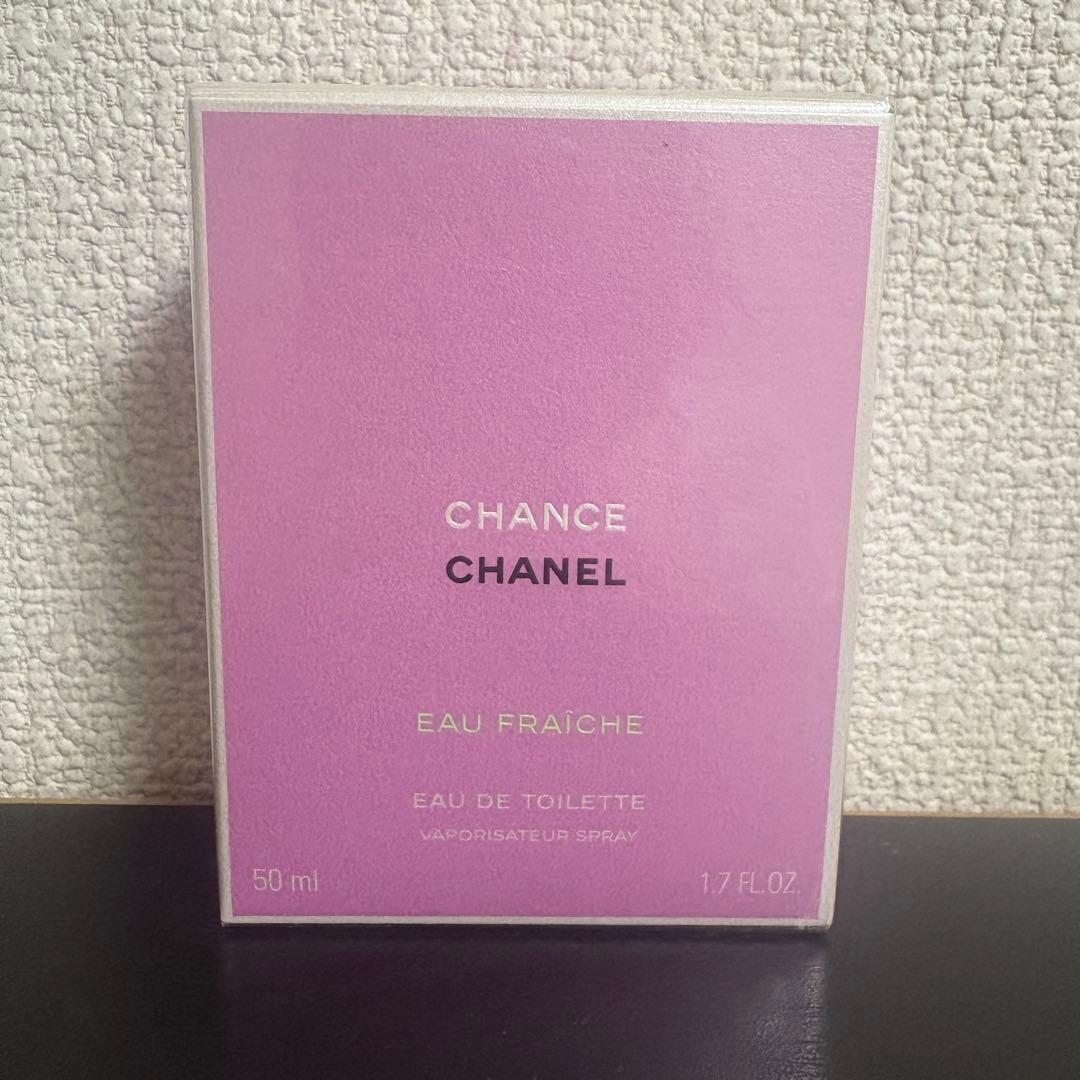 CHANCE
CHANEL
EAU FRAÎCHE
EAU DE TOILETTE
VAPORISATEUR SPRAY
50 ml 1.7 FL.OZ.